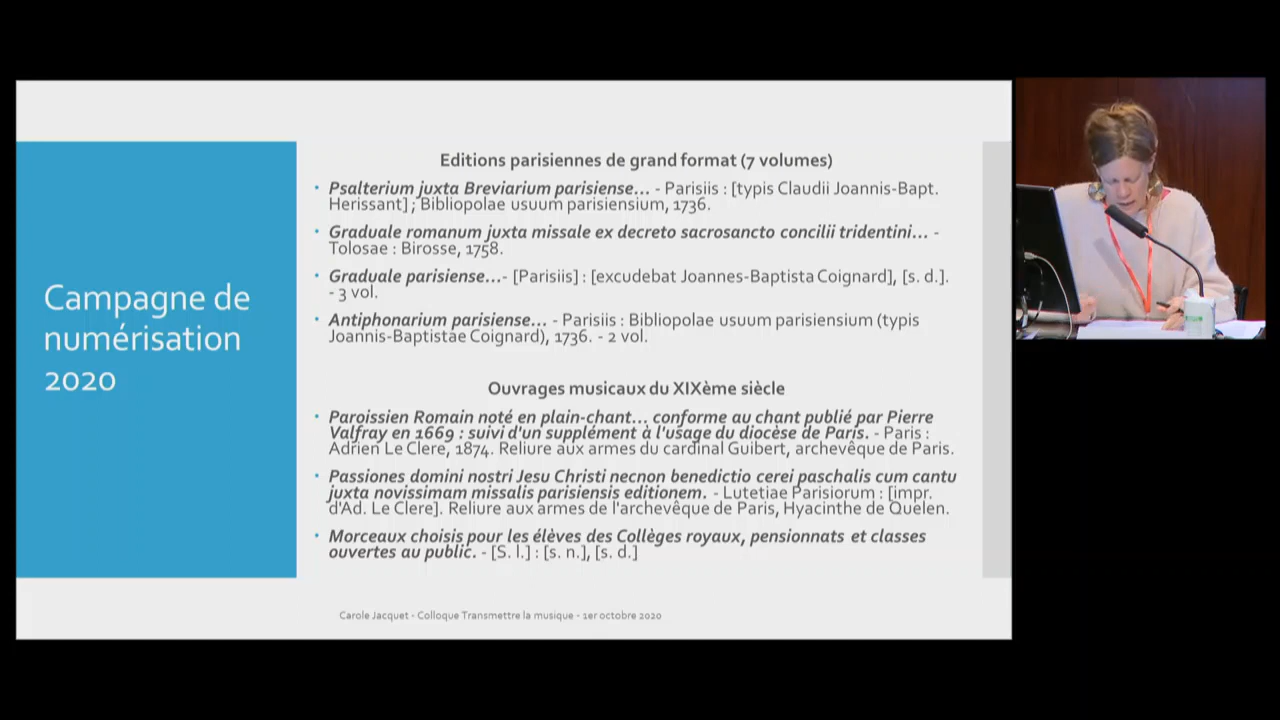 Campagne de
numérisation
2020
Editions parisiennes de grand format (7 volumes)
• Psalterium juxta Breviarium parisiense... - Parisiis : [typis Claudii Joannis-Bapt.
Herissant] ; Bibliopolae usuum parisiensium, 1736.
• Graduale romanum juxta missale ex decreto sacrosancto concilii tridentini... -
Tolosae : Birosse, 1758.
• Graduale parisiense...- [Parisiis] : [excudebat Joannes-Baptista Coignard], [s. d.].
- 3 vol.
• Antiphonarium parisiense... - Parisiis : Bibliopolae usuum parisiensium (typis
Joannis-Baptistae Coignard), 1736. - 2 vol.
Ouvrages musicaux du XIXème siècle
• Paroissien Romain noté en plain-chant... conforme au chant publié par Pierre
Valfray en 1669 : suivi d'un supplément à l'usage du diocèse de Paris. - Paris :
Adrien Le Clere, 1874. Reliure aux armes du cardinal Guibert, archevêque de Paris.
• Passiones domini nostri Jesu Christi necnon benedictio cerei paschalis cum cantu
juxta novissimam missalis parisiensis editionem. - Lutetiae Parisiorum : [impr.
d'Ad. Le Clere]. Reliure aux armes de l'archevêque de Paris, Hyacinthe de Quelen.
• Morceaux choisis pour les élèves des Collèges royaux, pensionnats et classes
ouvertes au public. - [S. l.] : [s. n.], [s. d.]
Carole Jacquet - Colloque Transmettre la musique - 1er octobre 2020